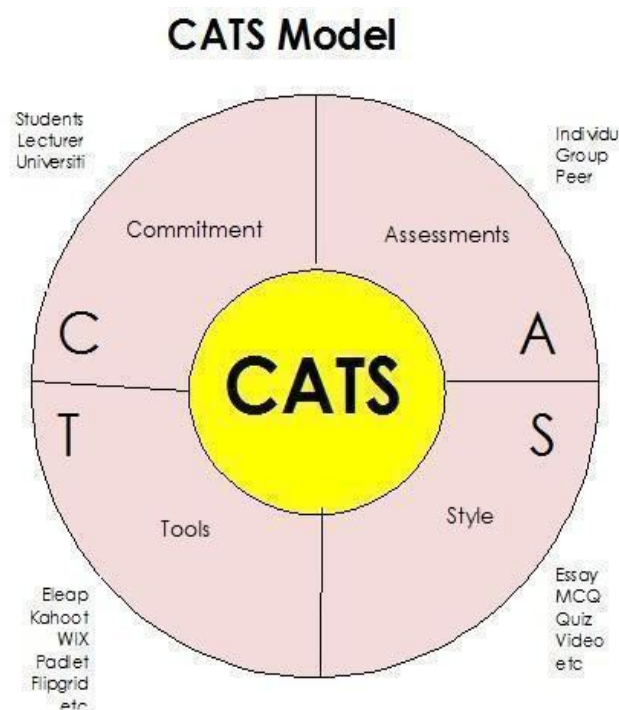 CATS Model
Students
Lecturer
Universiti
Individu
Group
Peer
Commitment
Assessments
C
A
CATS
T
S
Tools
Style
Eleap
Kahoot
WIX
Padlet
Flipgrid
etc
Essay
MCQ
Quiz
Video
etc